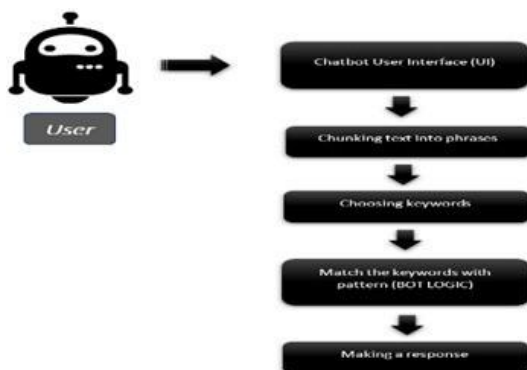 User
Chatbot User Interface (UI)
Chunking text into phrases
Choosing keywords
Match the keywords with
pattern (BOT LOGIC)
Making a response